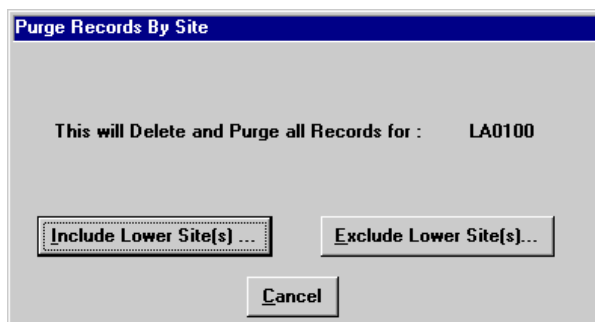 Purge Records By Site
This will Delete and Purge all Records for : LA0100
Include Lower Site(s) ...
Exclude Lower Site(s)...
Cancel